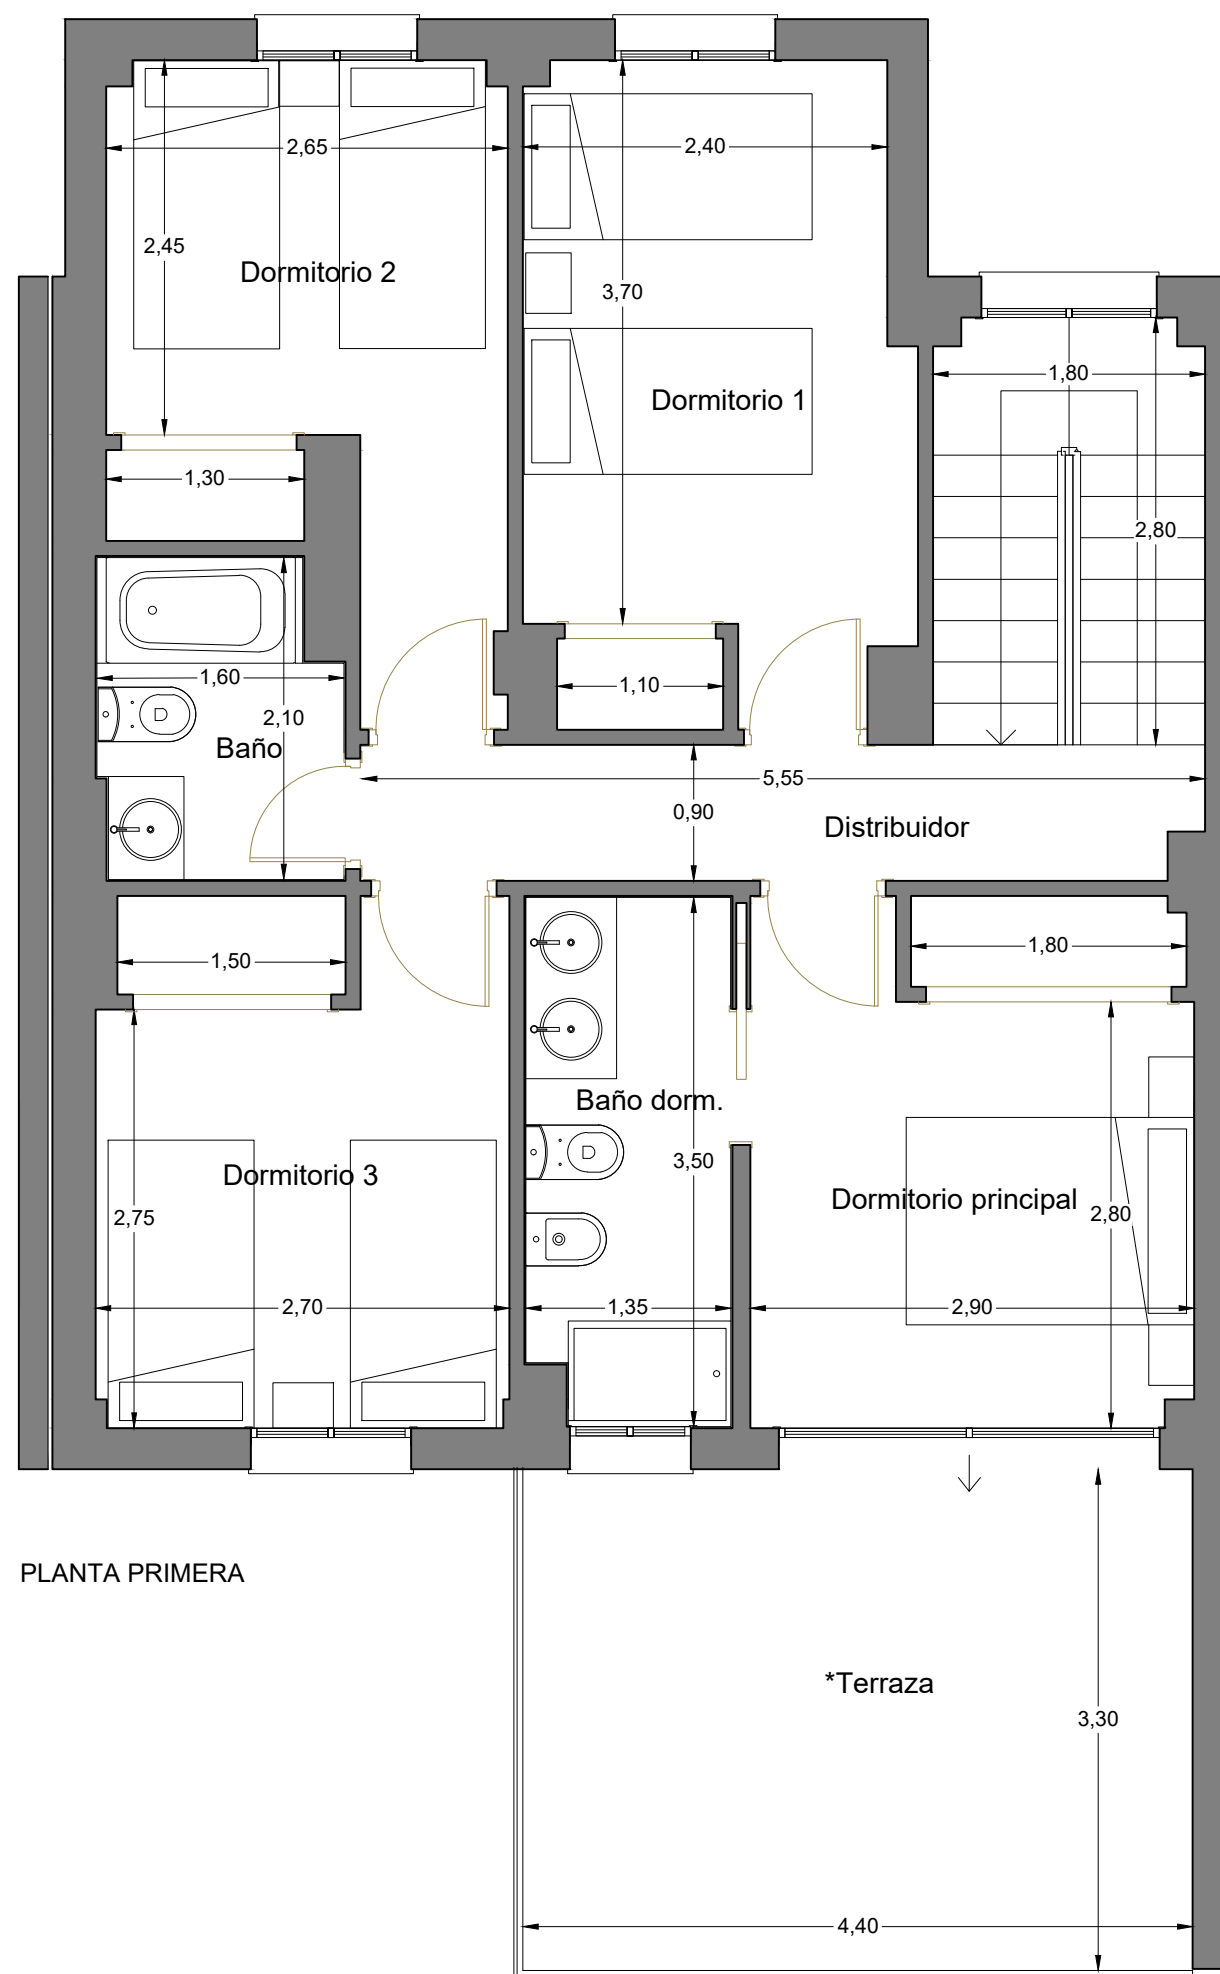 2,65
2,40
2,45
Dormitorio 2
3,70
1,80
Dormitorio 1
1,30
2,80
1,60
1,10
2,10
Baño
5,55
0,90
Distribuidor
1,50
1,80
Baño dorm.
3,50
Dormitorio 3
Dormitorio principal
2,75
2,80
2,70
1,35
2,90
PLANTA PRIMERA
*Terraza
3,30
4,40